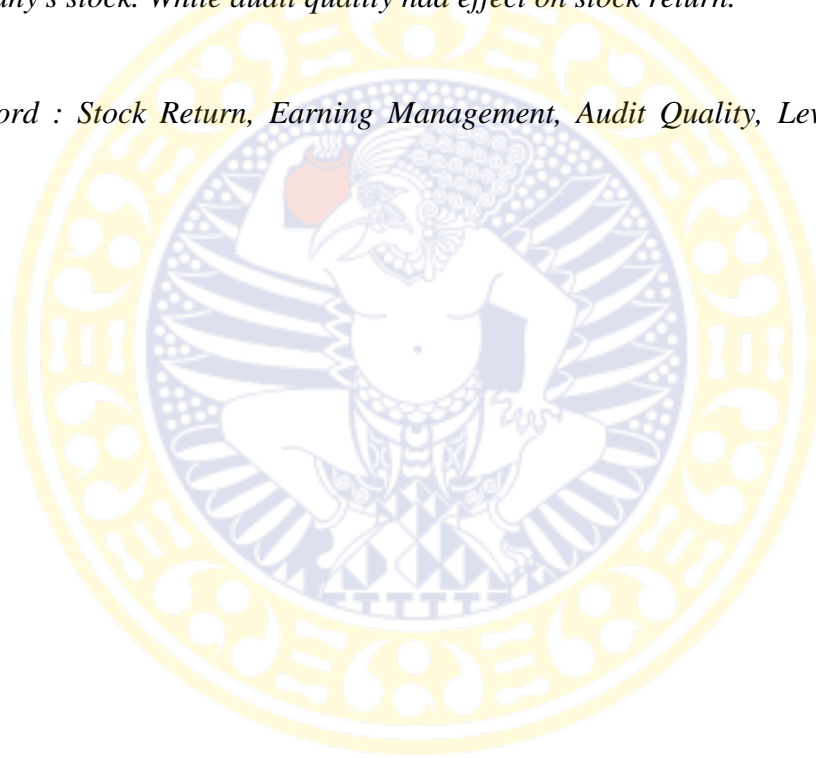 any's stock. While audit quality had effect on stock return.
ord : Stock Return, Earning Management, Audit Quality, Lev